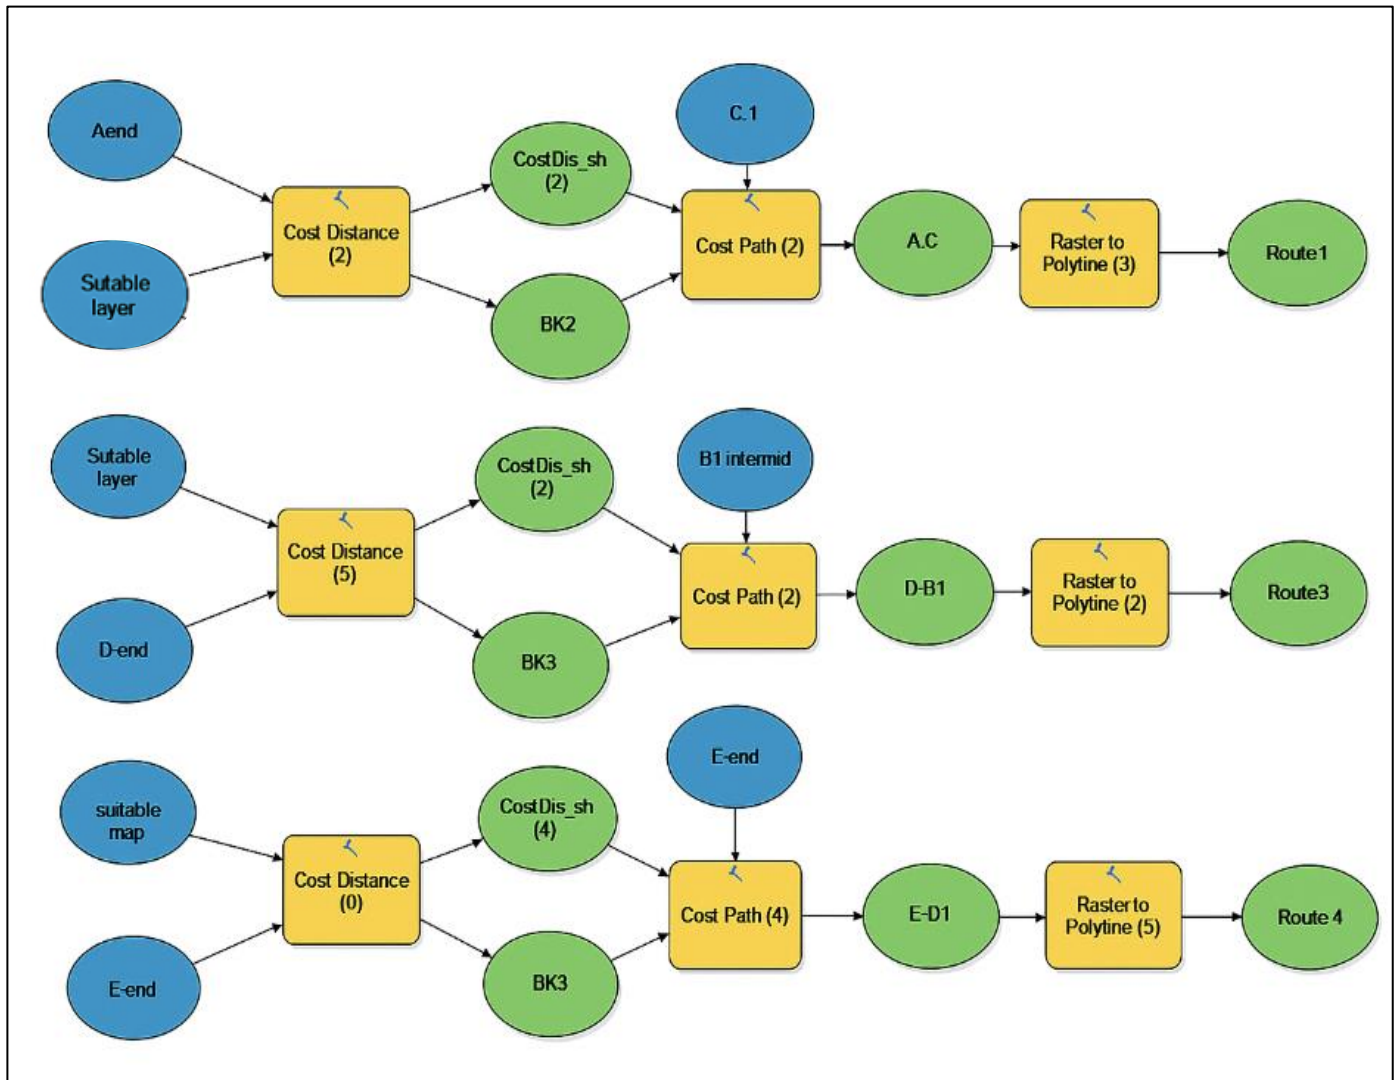 Aend
Sutable
layer
Cost Distance
(2)
CostDis_sh
(2)
BK2
C.1
Cost Path (2)
A.C
Raster to
Polytine (3)
Route1
Sutable
layer
D-end
Cost Distance
(5)
CostDis_sh
(2)
BK3
B1 intermid
Cost Path (2)
D-B1
Raster to
Polytine (2)
Route3
suitable
map
E-end
Cost Distance
(0)
CostDis_sh
(4)
BK3
E-end
Cost Path (4)
E-D1
Raster to
Polytine (5)
Route 4